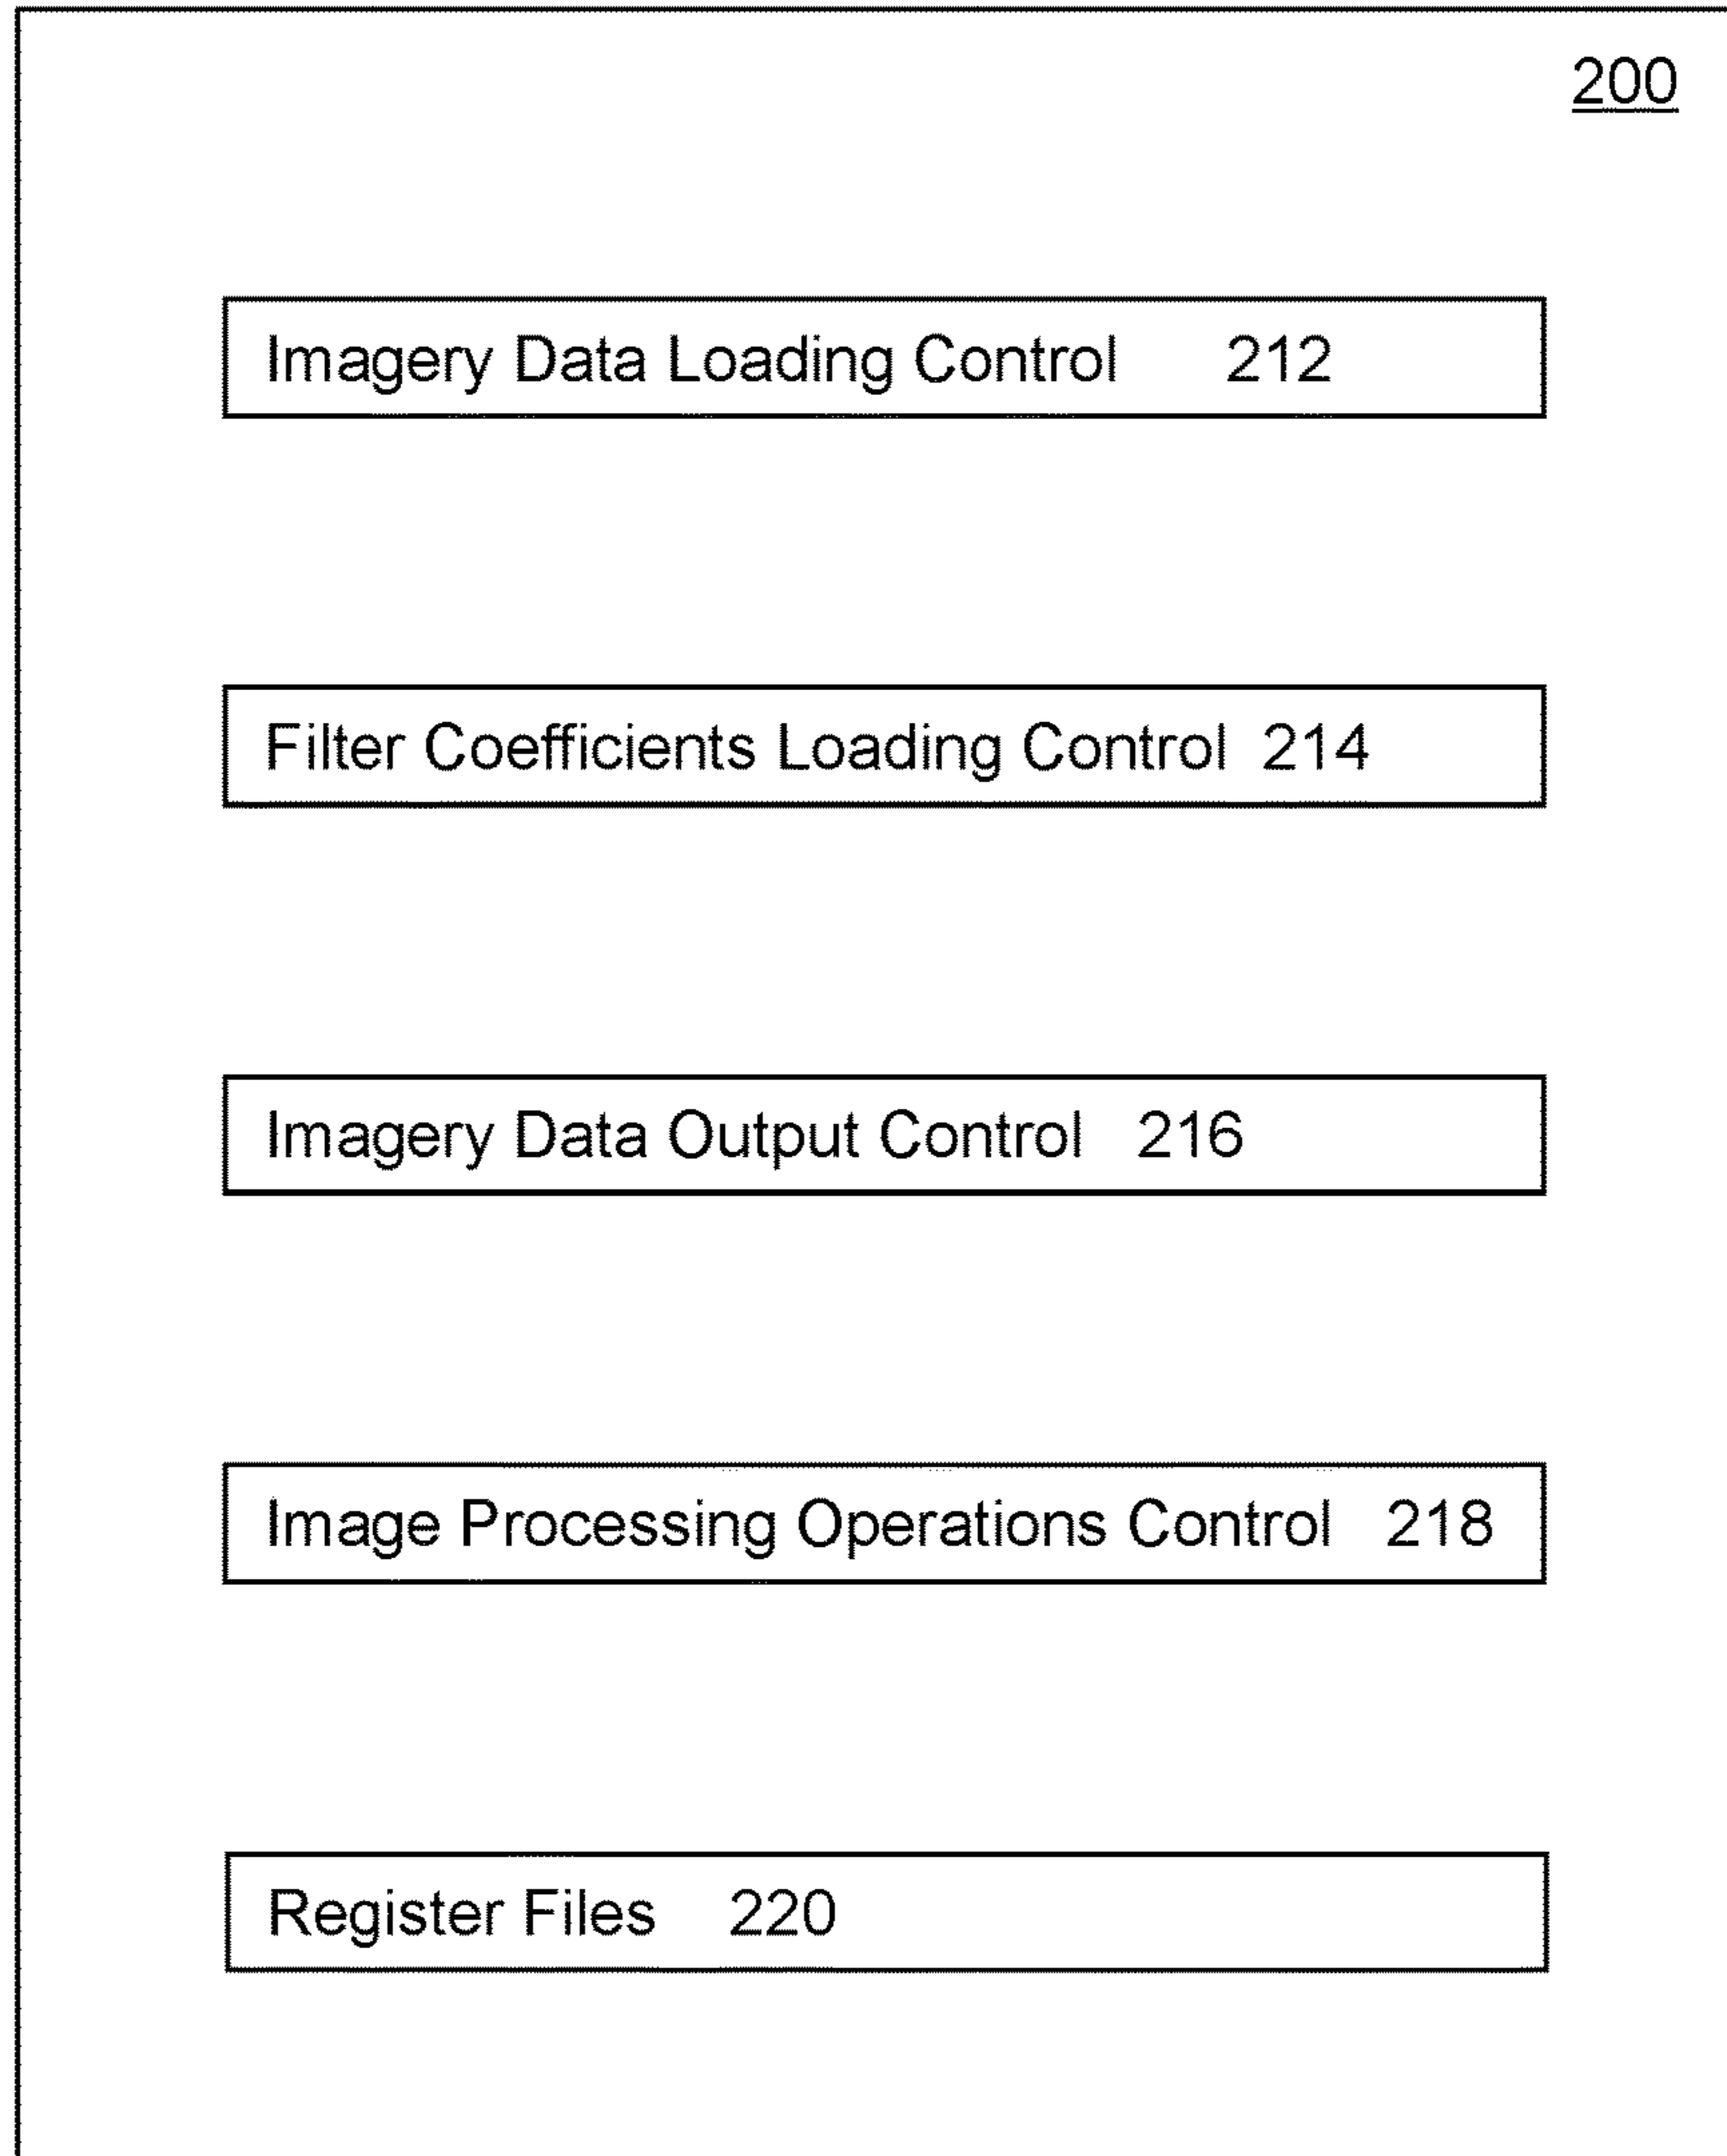 200
Imagery Data Loading Control 212
Filter Coefficients Loading Control 214
Imagery Data Output Control 216
Image Processing Operations Control 218
Register Files 220